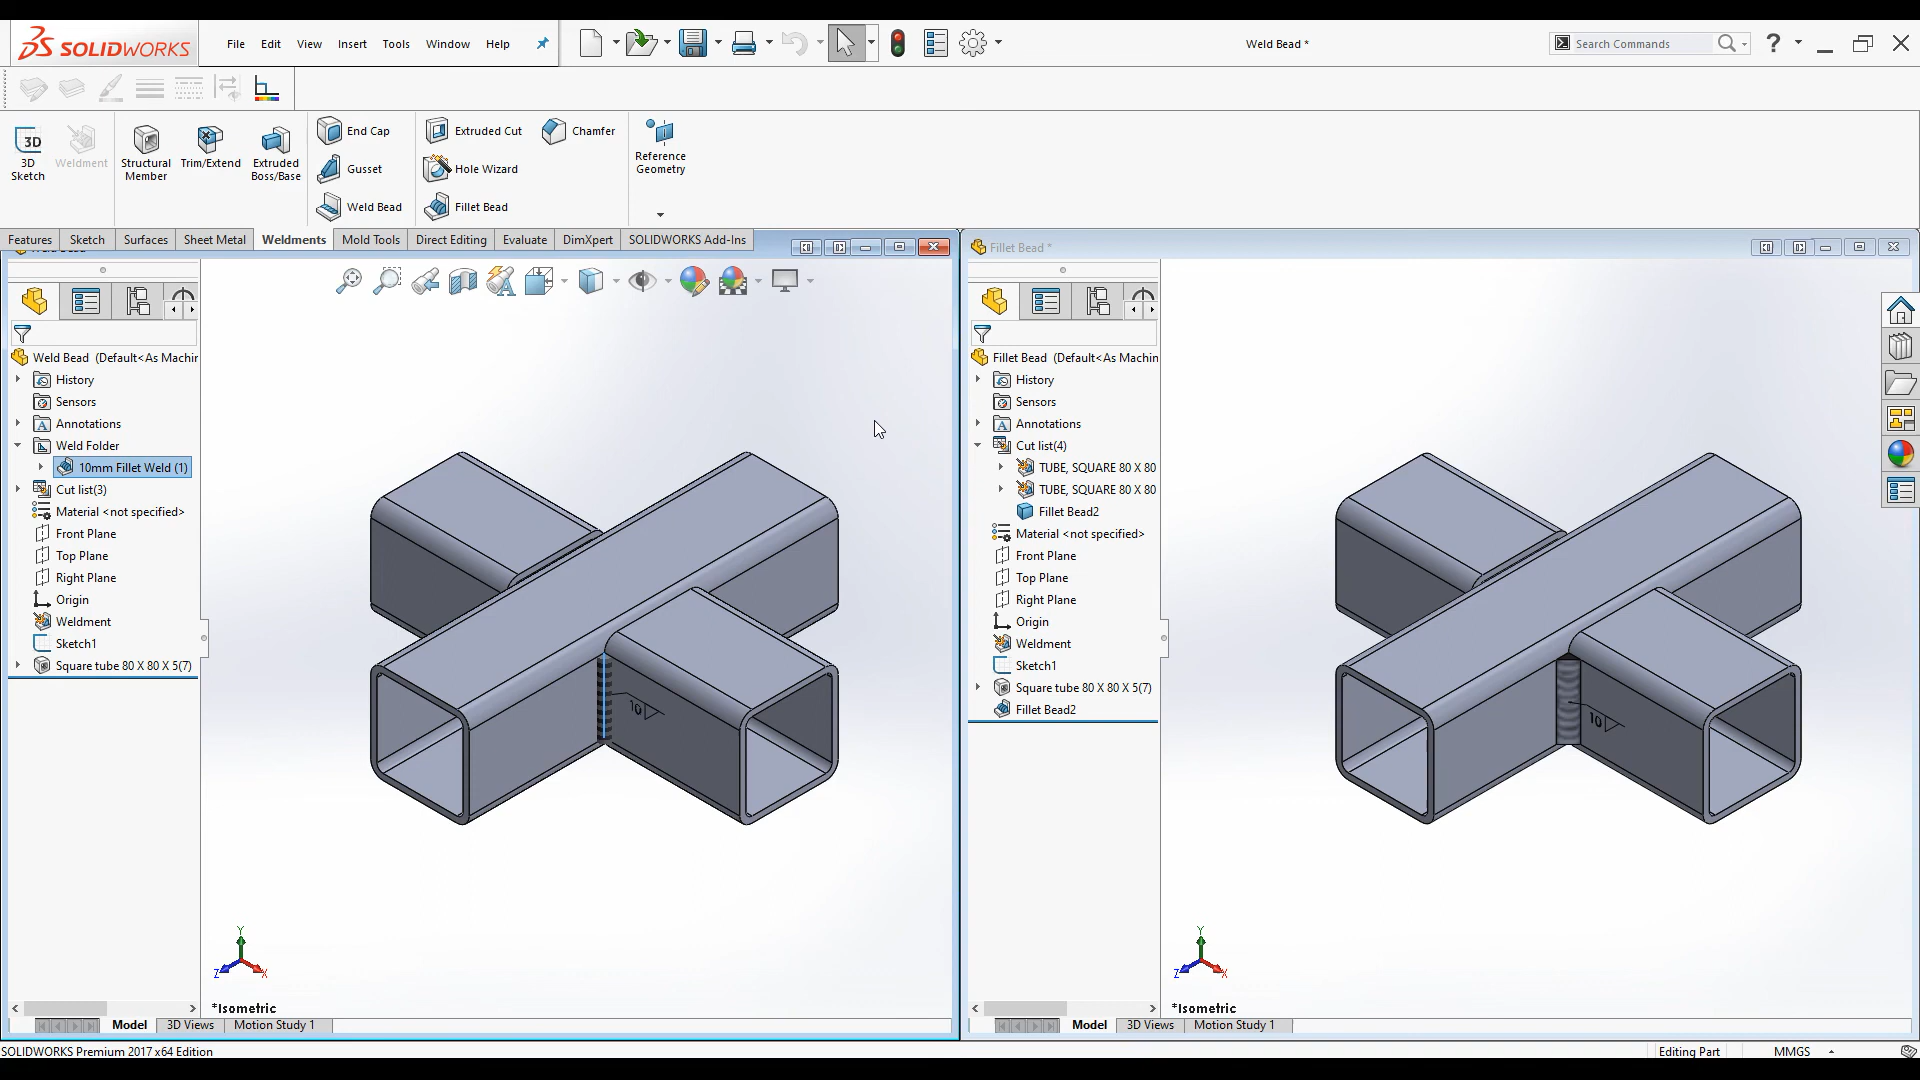 SOLIDWORKS
File Edit View Insert Tools Window Help
Weld Bead *
Search Commands
?
3D
Sketch
Weldment
Structural
Member
Trim/Extend
Extruded
Boss/Base
End Cap
Gusset
Weld Bead
Extruded Cut
Hole Wizard
Fillet Bead
Chamfer
Reference
Geometry
Features Sketch Surfaces Sheet Metal Weldments Mold Tools Direct Editing Evaluate DimXpert SOLIDWORKS Add-Ins
Weld Bead (Default<As Machin
History
Sensors
Annotations
Weld Folder
10mm Fillet Weld (1)
Cut list(3)
Material <not specified>
Front Plane
Top Plane
Right Plane
Origin
Weldment
Sketch1
Square tube 80 X 80 X 5(7)
10
Y
Z X
*Isometric
Model 3D Views Motion Study 1
Fillet Bead *
Fillet Bead (Default<As Machin
History
Sensors
Annotations
Cut list(4)
TUBE, SQUARE 80 X 80
TUBE, SQUARE 80 X 80
Fillet Bead2
Material <not specified>
Front Plane
Top Plane
Right Plane
Origin
Weldment
Sketch1
Square tube 80 X 80 X 5(7)
Fillet Bead2
10
Y
Z X
*Isometric
Model 3D Views Motion Study 1
SOLIDWORKS Premium 2017 x64 Edition
Editing Part
MMGS